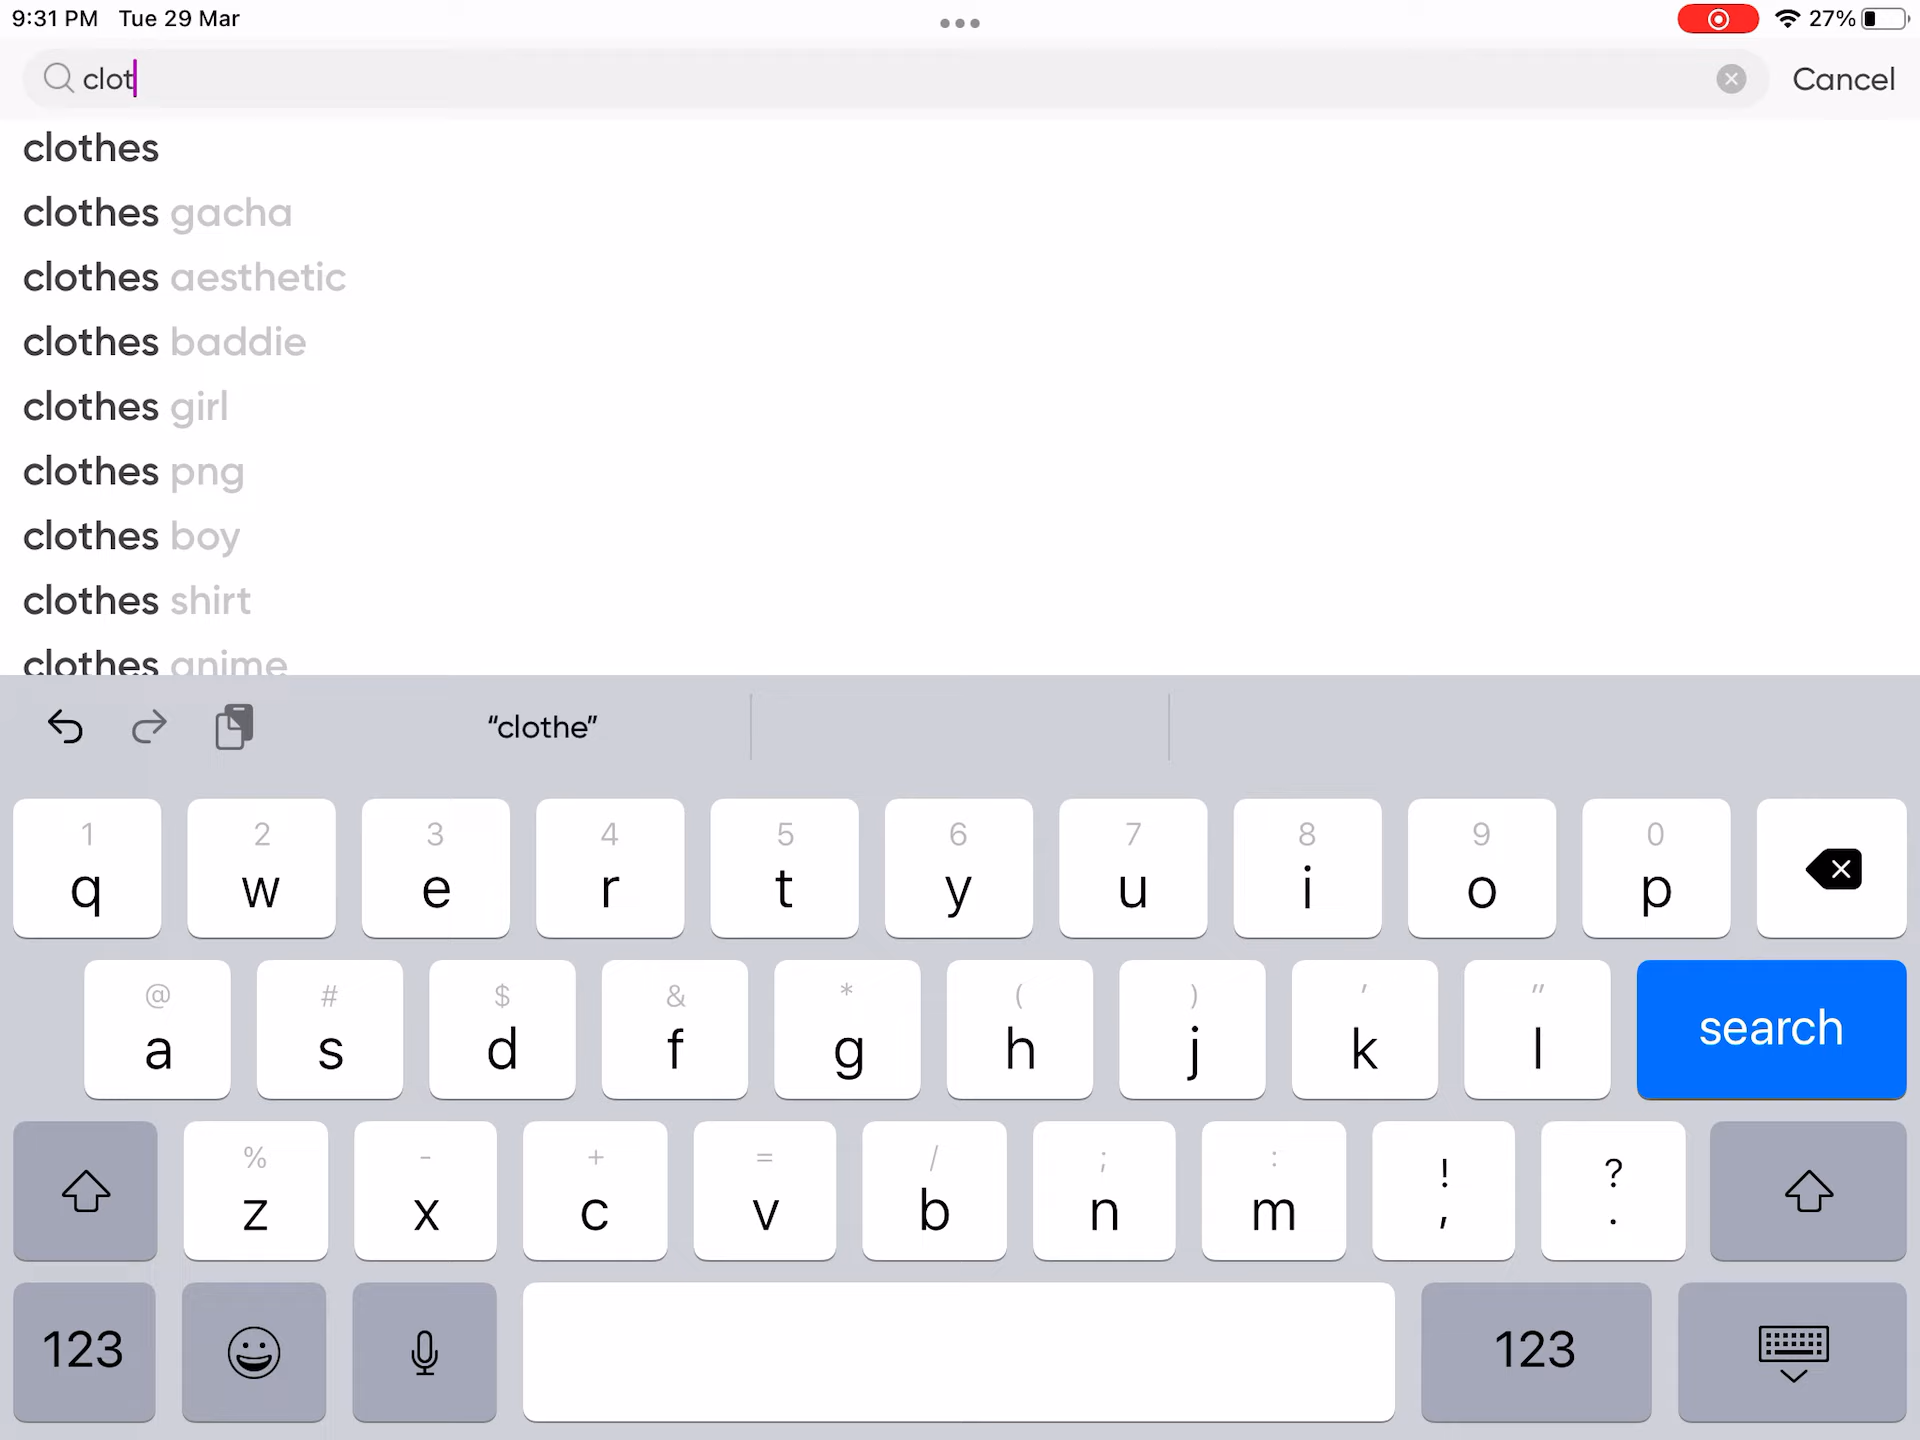 9:31 PM Tue 29 Mar
27%
clot
Cancel
clothes
clothes gacha
clothes aesthetic
clothes baddie
clothes girl
clothes png
clothes boy
clothes shirt
clothes anime
“clothe”
1 2 3 4 5 6 7 8 9 0
q w e r t y u i o p
@ # $ & * ( ) ' "
a s d f g h j k l search
% - + = / ; : ! ?
z x c v b n m , .
123 123